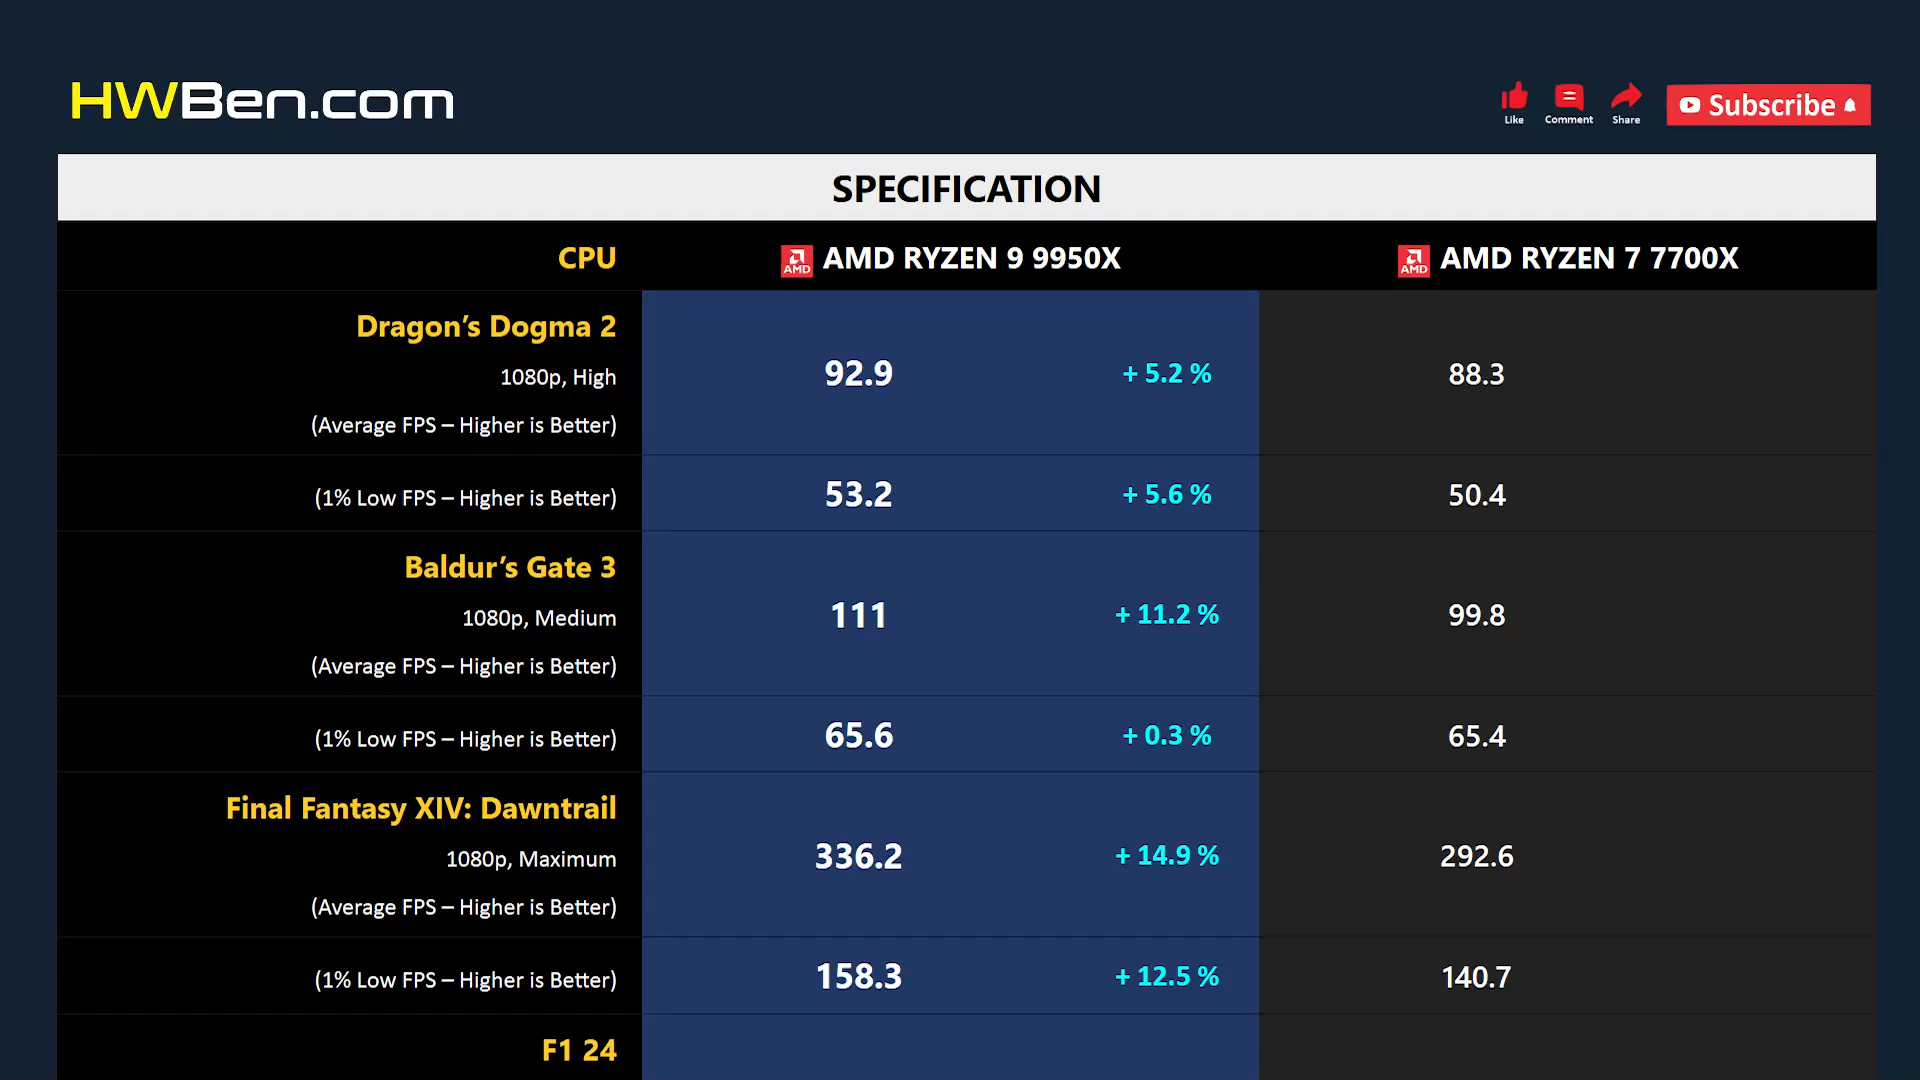 HWBen.com
Like
Comment
Share
Subscribe
SPECIFICATION
CPU
AMD
AMD RYZEN 9 9950X
AMD
AMD RYZEN 7 7700X
Dragon’s Dogma 2
1080p, High
(Average FPS – Higher is Better)
92.9
+ 5.2 %
88.3
(1% Low FPS – Higher is Better)
53.2
+ 5.6 %
50.4
Baldur’s Gate 3
1080p, Medium
(Average FPS – Higher is Better)
111
+ 11.2 %
99.8
(1% Low FPS – Higher is Better)
65.6
+ 0.3 %
65.4
Final Fantasy XIV: Dawntrail
1080p, Maximum
(Average FPS – Higher is Better)
336.2
+ 14.9 %
292.6
(1% Low FPS – Higher is Better)
158.3
+ 12.5 %
140.7
F1 24